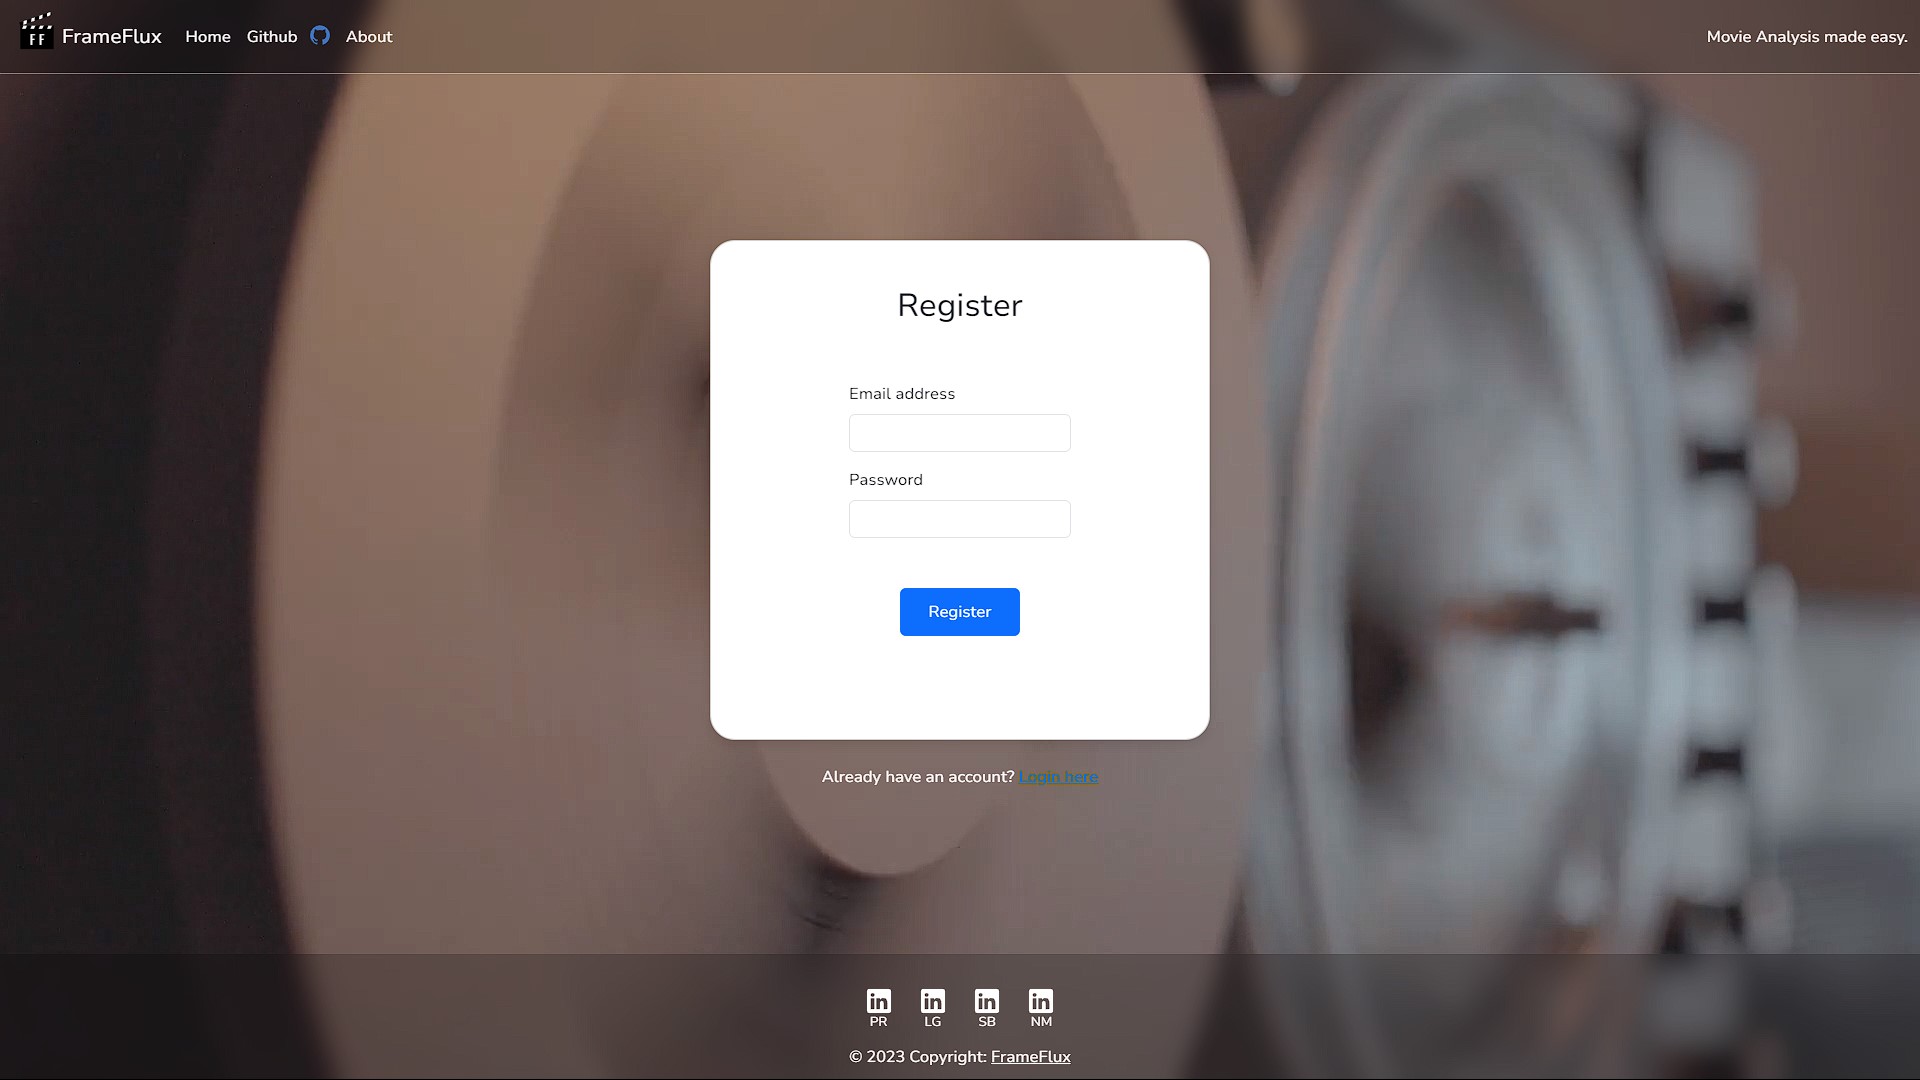 FF FrameFlux Home Github About Movie Analysis made easy.
Register
Email address
Password
Register
Already have an account? Login here
in in in in
PR LG SB NM
© 2023 Copyright: FrameFlux